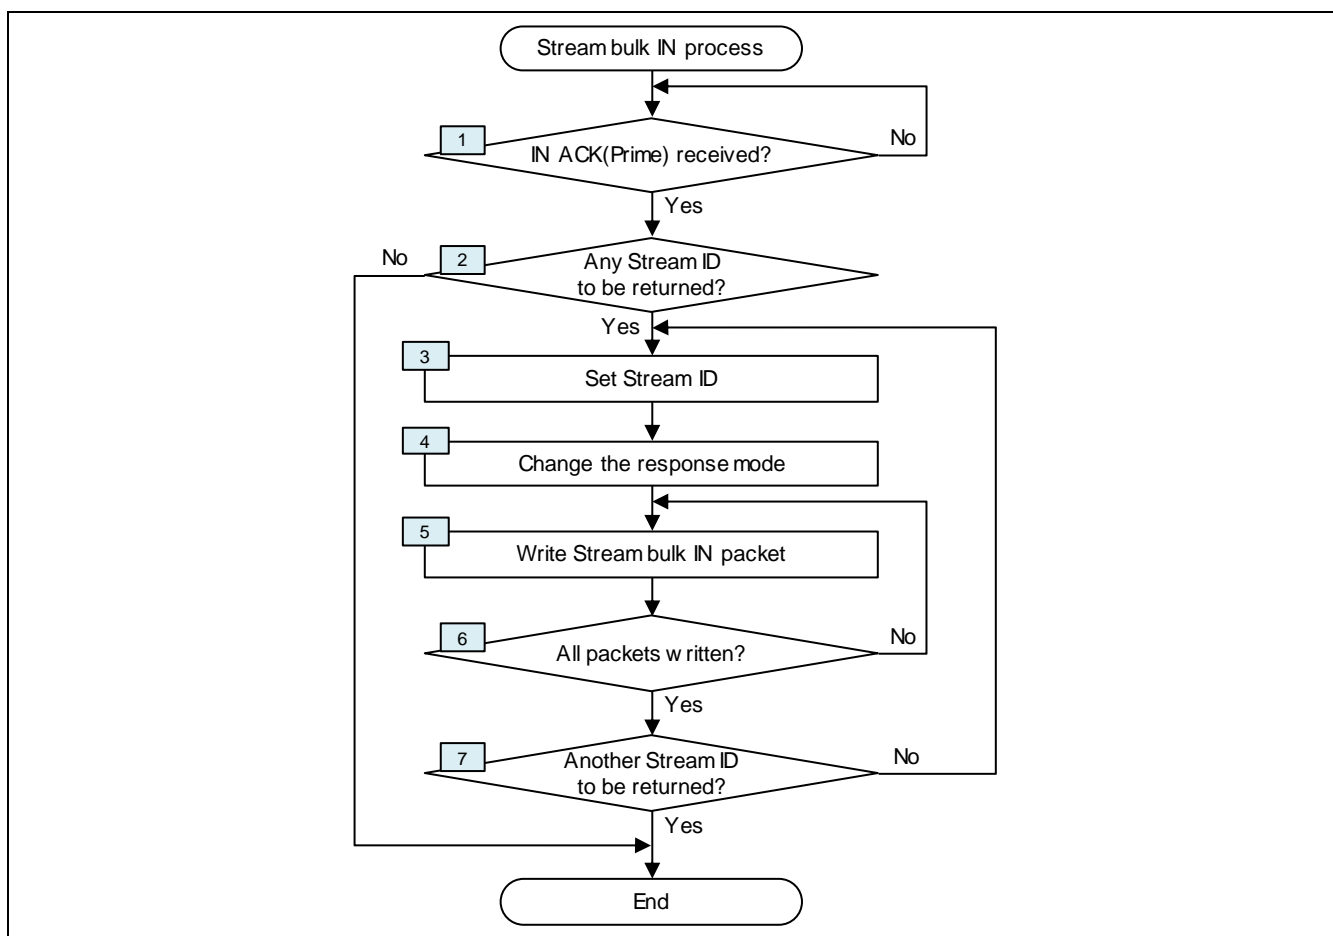 Stream bulk IN process
1
IN ACK(Prime) received?
No
Yes
No
2
Any Stream ID
to be returned?
Yes
3
Set Stream ID
4
Change the response mode
5
Write Stream bulk IN packet
6
All packets written?
No
Yes
7
Another Stream ID
to be returned?
No
Yes
End